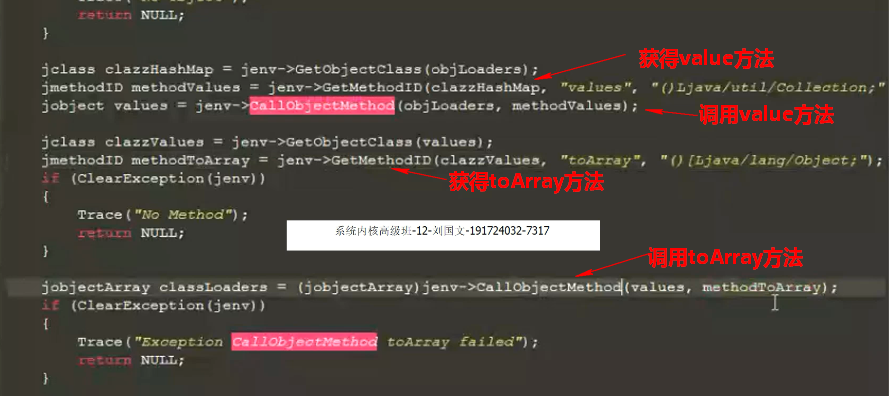 return NULL;
}
jclass clazzHashMap = jenv->GetObjectClass(objLoaders);
获得value方法
jmethodID methodValues = jenv->GetMethodID(clazzHashMap, "values", "()Ljava/util/Collection;"
jobject values = jenv->CallObjectMethod(objLoaders, methodValues);
调用value方法
jclass clazzValues = jenv->GetObjectClass(values);
jmethodID methodToArray = jenv->GetMethodID(clazzValues, "toArray", "()[Ljava/lang/Object;");
if (ClearException(jenv))
获得toArray方法
{
Trace("No Method");
return NULL;
}
系统内核高级班-12-刘国文-191724032-7317
调用toArray方法
jobjectArray classLoaders = (jobjectArray)jenv->CallObjectMethod(values, methodToArray);
if (ClearException(jenv))
{
Trace("Exception CallObjectMethod toArray failed");
return NULL;
}